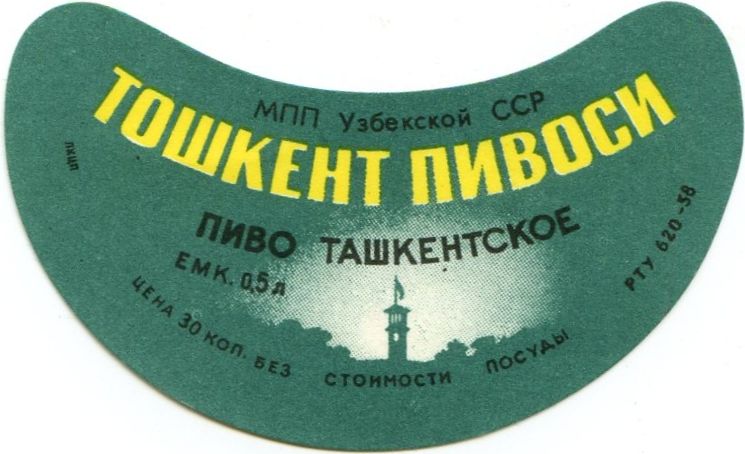 МПП Узбекской ССР
ТОШКЕНТ ПИВОСИ
ПИВО ТАШКЕНТСКОЕ
ЕМК. 0,5 л
ЦЕНА 30 КОП. БЕЗ СТОИМОСТИ ПОСУДЫ
РТУ 620-58